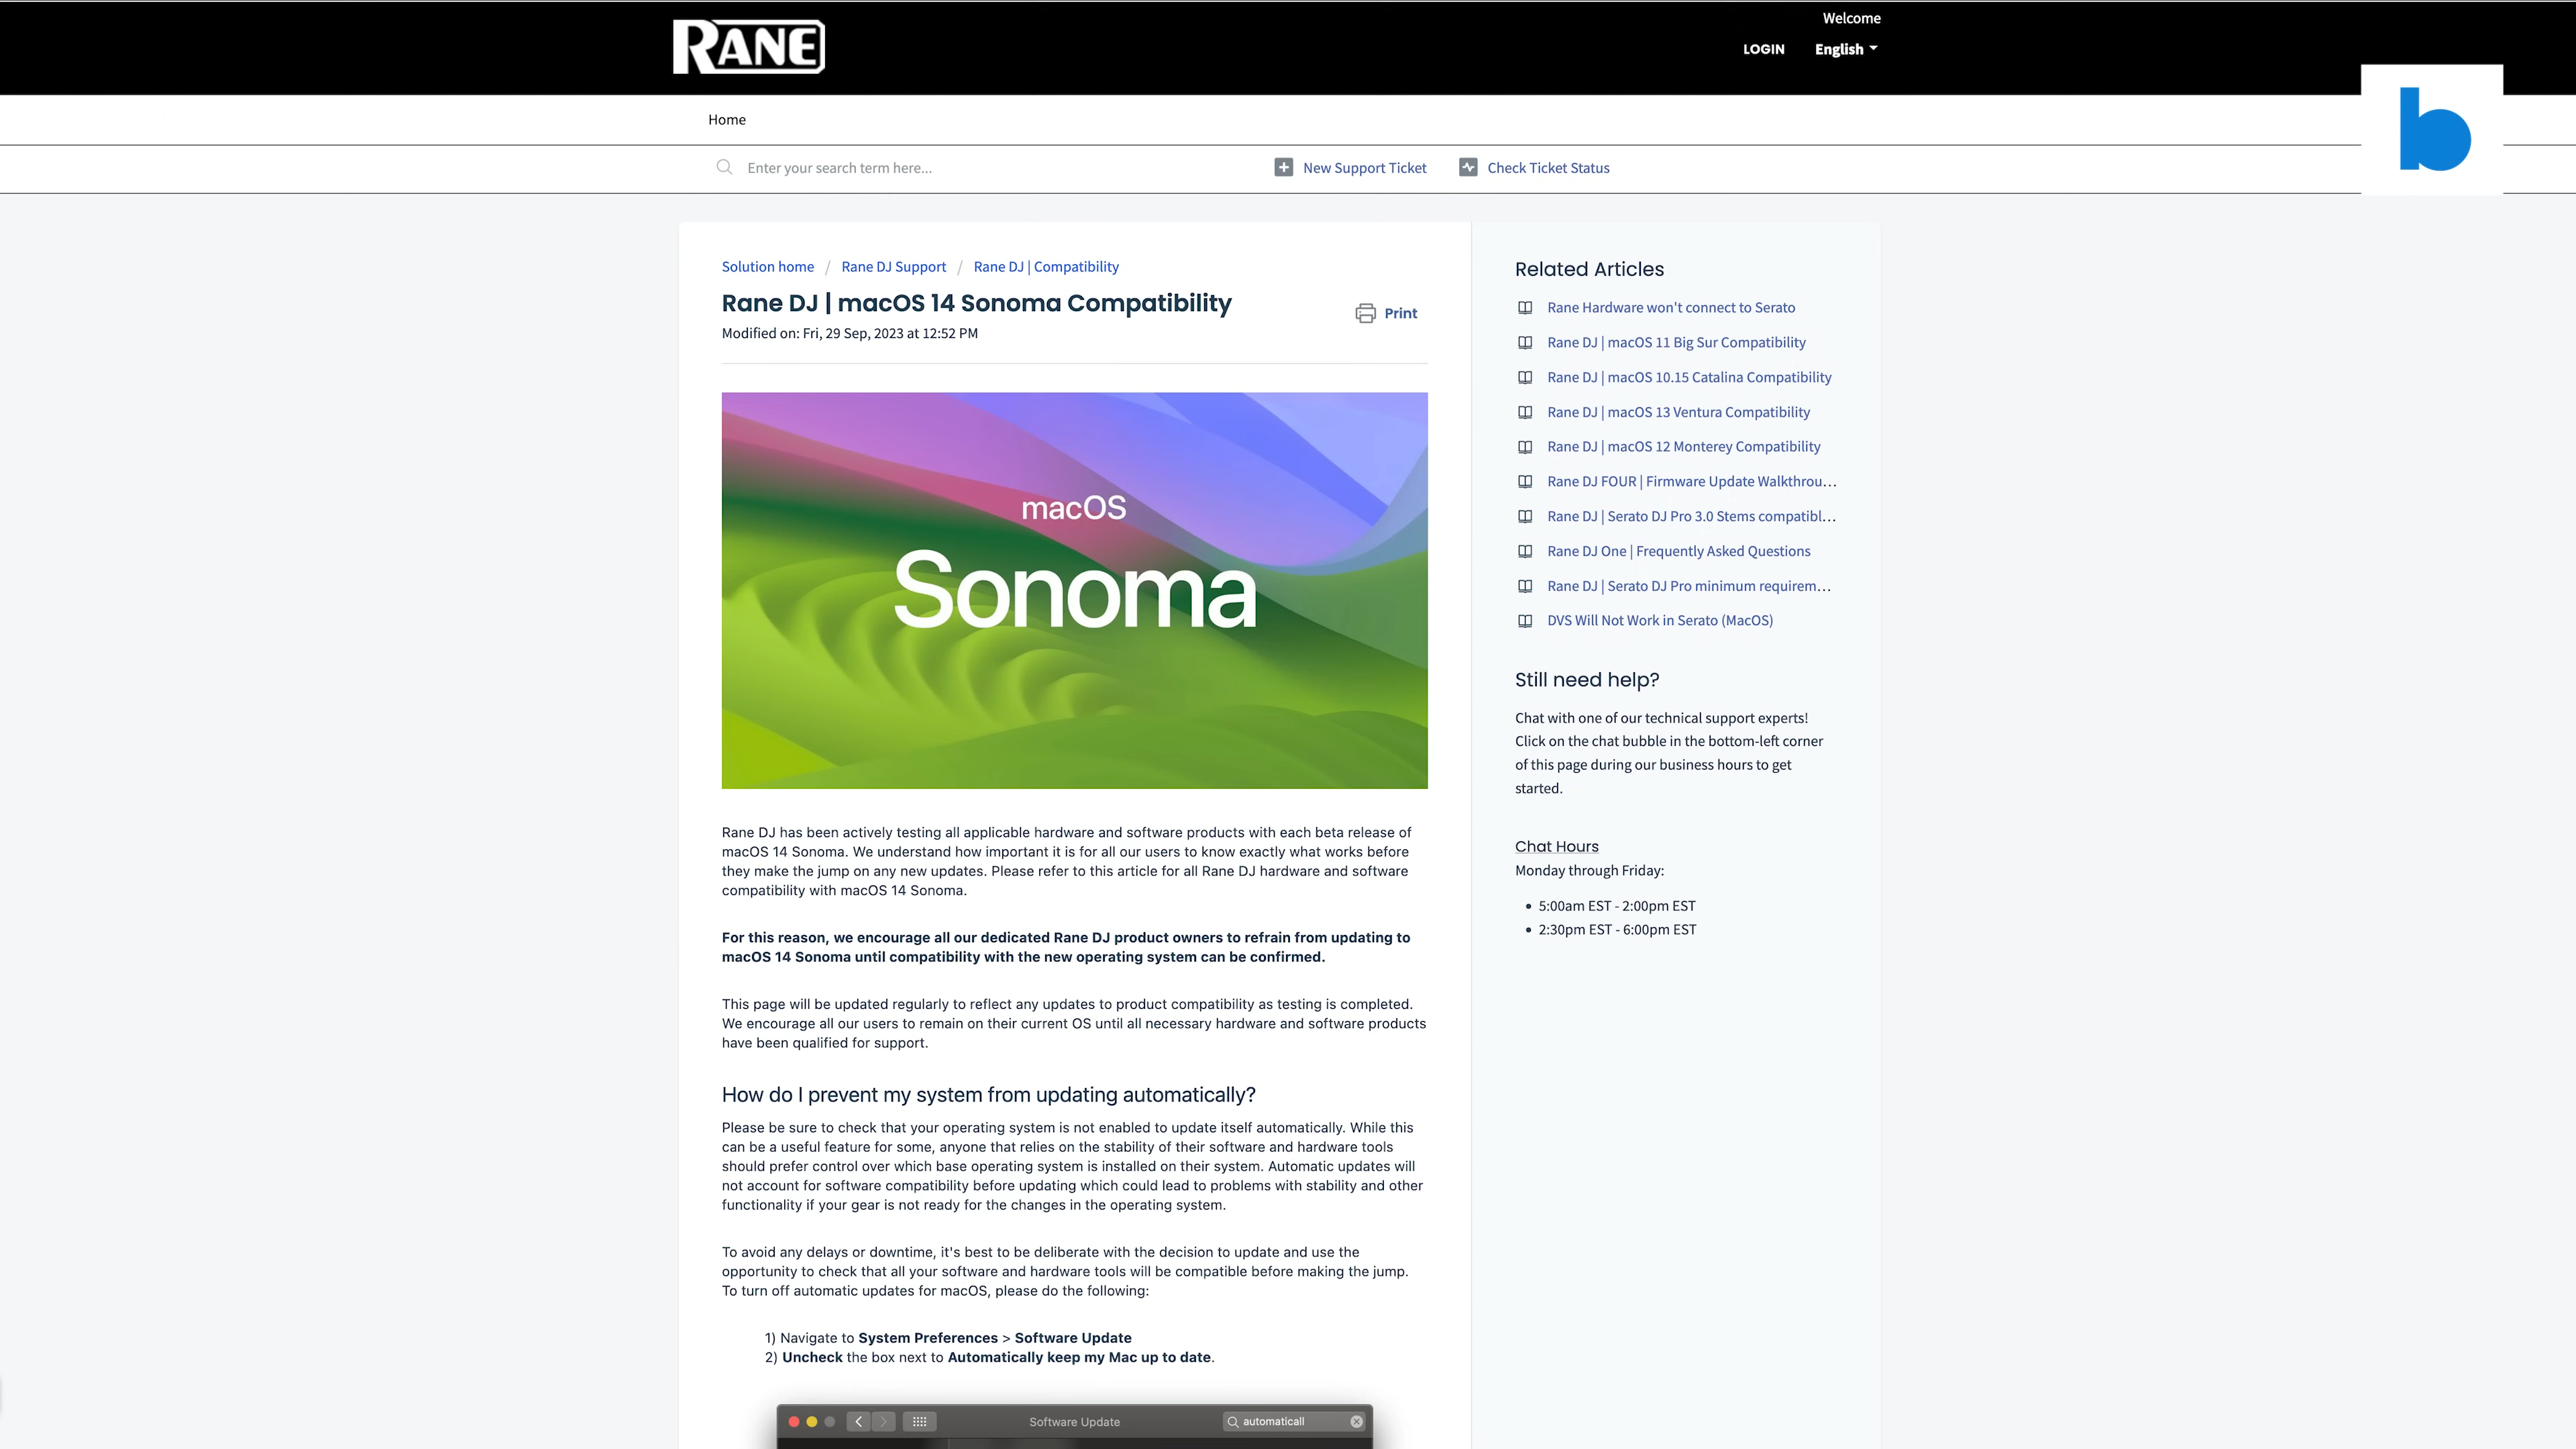 RANE
Welcome
LOGIN
English
b
Home
Enter your search term here...
New Support Ticket
Check Ticket Status
Solution home / Rane DJ Support / Rane DJ | Compatibility
Rane DJ | macOS 14 Sonoma Compatibility
Print
Modified on: Fri, 29 Sep, 2023 at 12:52 PM
macOS
Sonoma
Rane DJ has been actively testing all applicable hardware and software products with each beta release of
macOS 14 Sonoma. We understand how important it is for all our users to know exactly what works before
they make the jump on any new updates. Please refer to this article for all Rane DJ hardware and software
compatibility with macOS 14 Sonoma.
For this reason, we encourage all our dedicated Rane DJ product owners to refrain from updating to
macOS 14 Sonoma until compatibility with the new operating system can be confirmed.
This page will be updated regularly to reflect any updates to product compatibility as testing is completed.
We encourage all our users to remain on their current OS until all necessary hardware and software products
have been qualified for support.
How do I prevent my system from updating automatically?
Please be sure to check that your operating system is not enabled to update itself automatically. While this
can be a useful feature for some, anyone that relies on the stability of their software and hardware tools
should prefer control over which base operating system is installed on their system. Automatic updates will
not account for software compatibility before updating which could lead to problems with stability and other
functionality if your gear is not ready for the changes in the operating system.
To avoid any delays or downtime, it's best to be deliberate with the decision to update and use the
opportunity to check that all your software and hardware tools will be compatible before making the jump.
To turn off automatic updates for macOS, please do the following:
1) Navigate to System Preferences > Software Update
2) Uncheck the box next to Automatically keep my Mac up to date.
Software Update
automaticall
Related Articles
Rane Hardware won't connect to Serato
Rane DJ | macOS 11 Big Sur Compatibility
Rane DJ | macOS 10.15 Catalina Compatibility
Rane DJ | macOS 13 Ventura Compatibility
Rane DJ | macOS 12 Monterey Compatibility
Rane DJ FOUR | Firmware Update Walkthrou...
Rane DJ | Serato DJ Pro 3.0 Stems compatibl...
Rane DJ One | Frequently Asked Questions
Rane DJ | Serato DJ Pro minimum requirem...
DVS Will Not Work in Serato (MacOS)
Still need help?
Chat with one of our technical support experts!
Click on the chat bubble in the bottom-left corner
of this page during our business hours to get
started.
Chat Hours
Monday through Friday:
• 5:00am EST - 2:00pm EST
• 2:30pm EST - 6:00pm EST